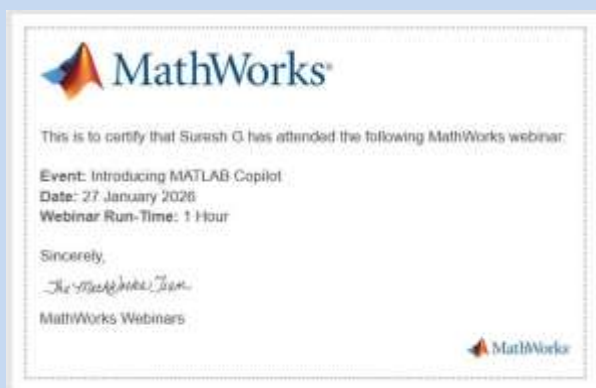 MathWorks®
This is to certify that Suresh G has attended the following MathWorks webinar:
Event: Introducing MATLAB Copilot
Date: 27 January 2026
Webinar Run-Time: 1 Hour
Sincerely,
The MathWorks Team
MathWorks Webinars
MathWorks